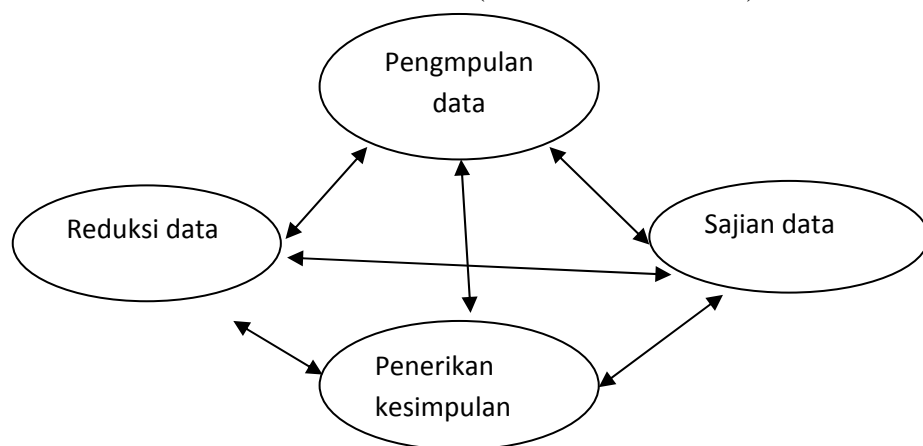 Pengmpulan
data
Reduksi data
Sajian data
Penerikan
kesimpulan